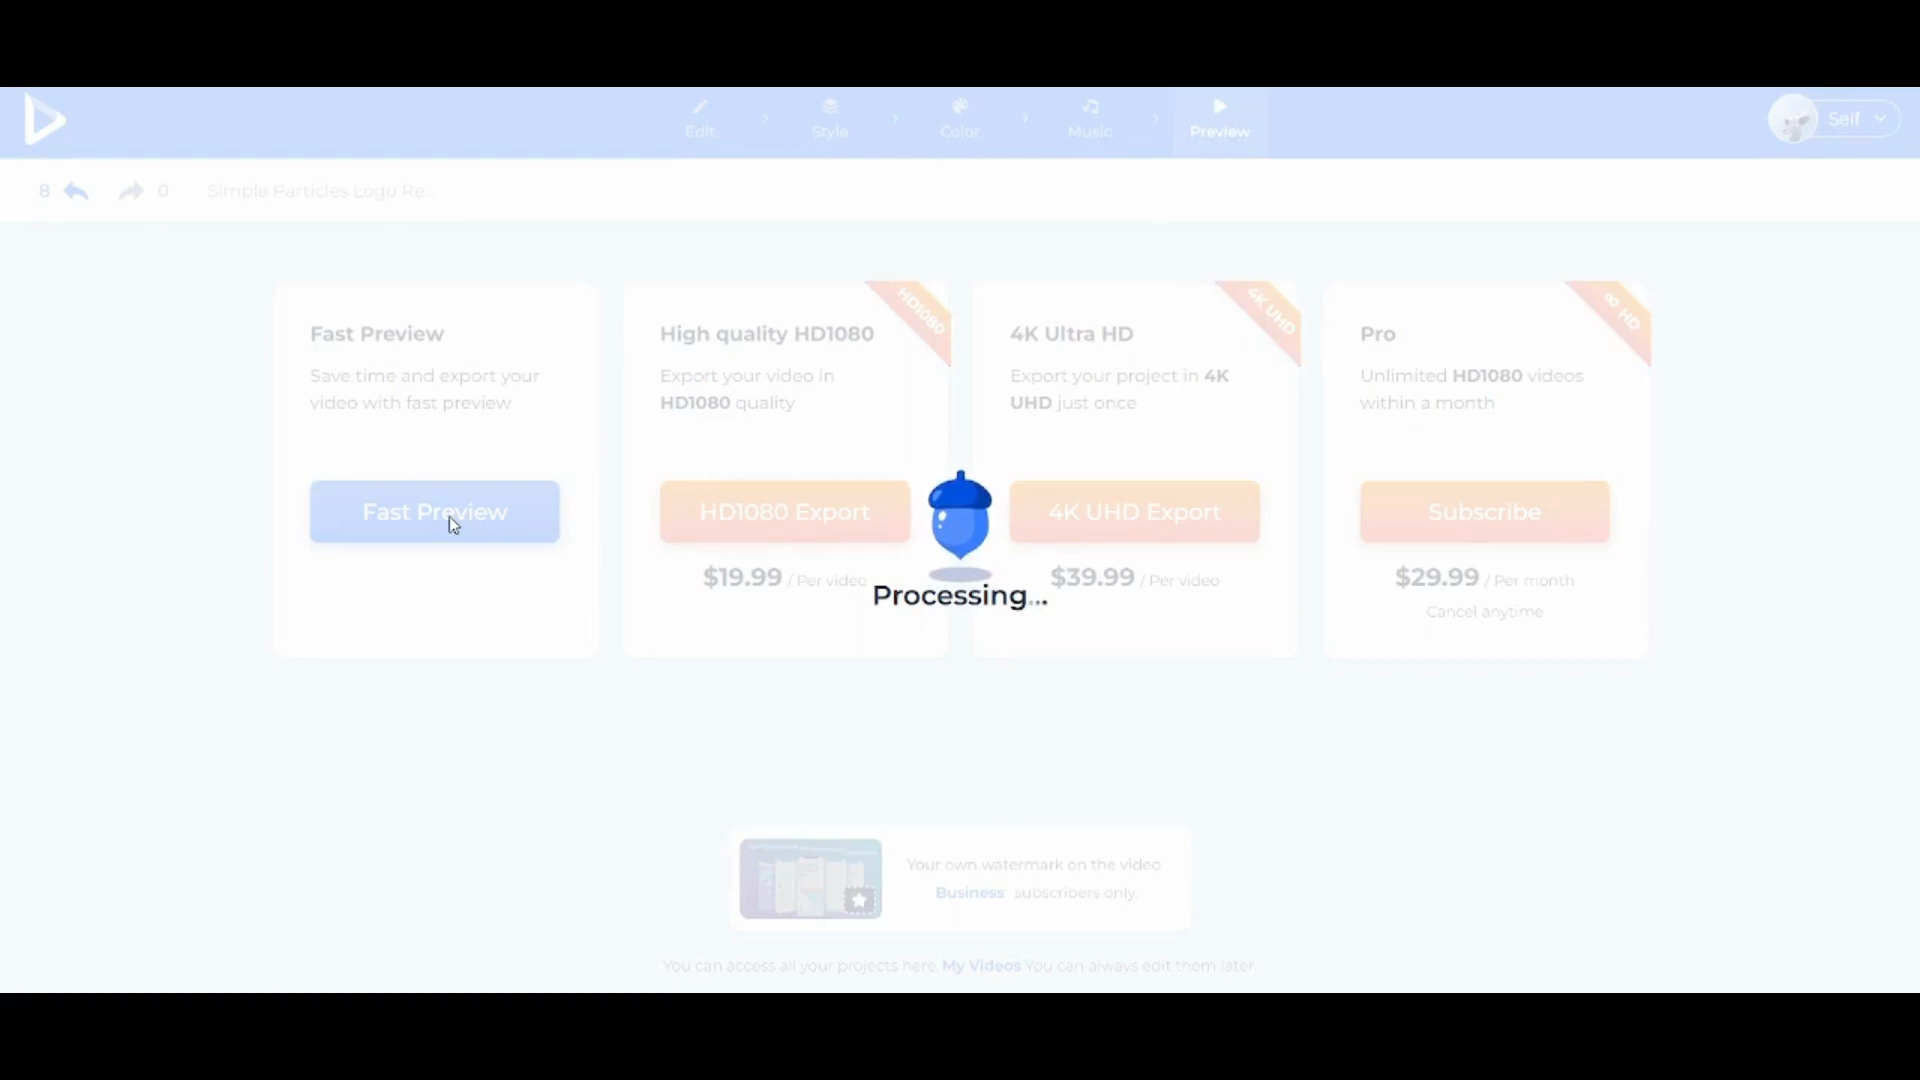 Edit
Style
Color
Music
Preview
Seif
8
0
Simple Particles Logo Re...
Fast Preview
Save time and export your
video with fast preview
Fast Preview
HD1080
High quality HD1080
Export your video in
HD1080 quality
HD1080 Export
$19.99 / Per video
4K UHD
4K Ultra HD
Export your project in 4K
UHD just once
4K UHD Export
$39.99 / Per video
∞ HD
Pro
Unlimited HD1080 videos
within a month
Subscribe
$29.99 / Per month
Cancel anytime
Processing...
Your own watermark on the video
Business subscribers only.
You can access all your projects here. My Videos You can always edit them later